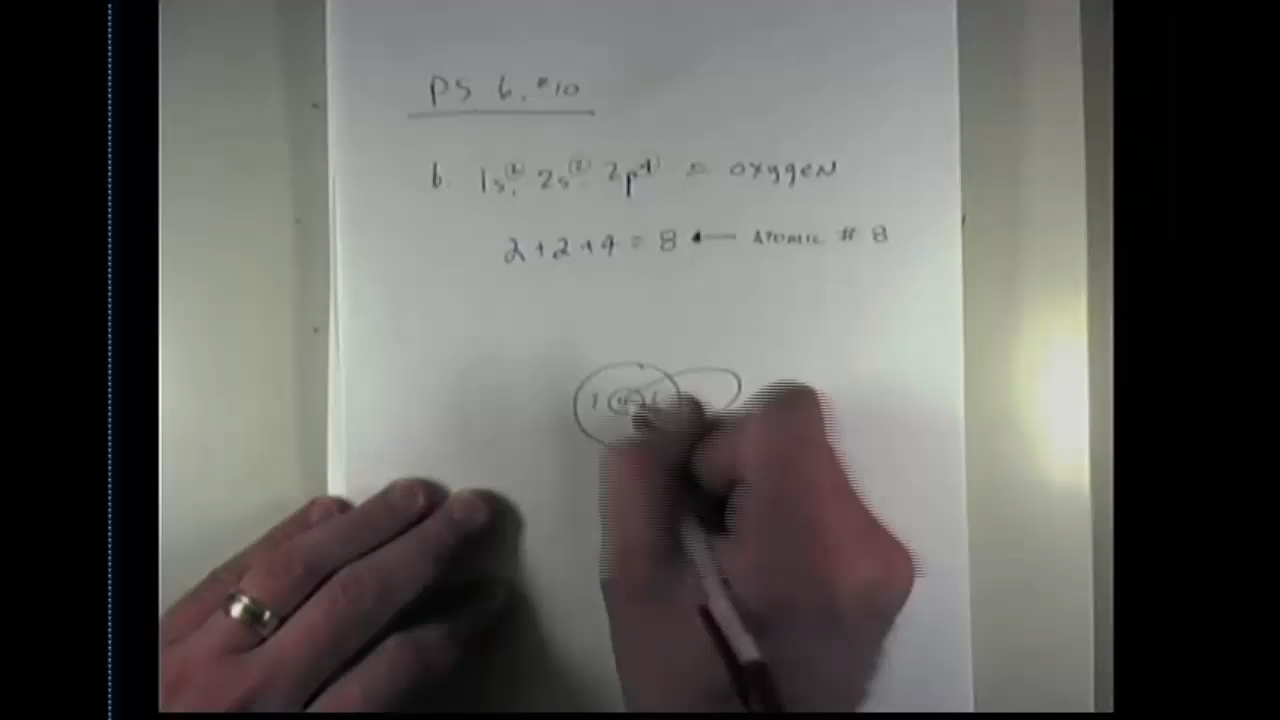 PS 6, #10
b. 1s² 2s² 2p⁴ = oxygen
2 + 2 + 4 = 8 ← ATOMIC # 8